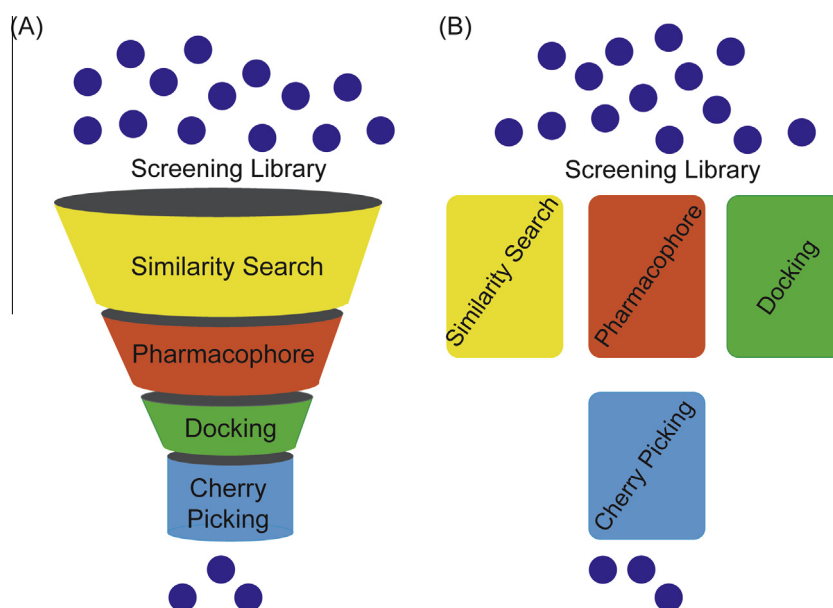 (A)
Screening Library
Similarity Search
Pharmacophore
Docking
Cherry
Picking
(B)
Screening Library
Similarity Search
Pharmacophore
Docking
Cherry Picking